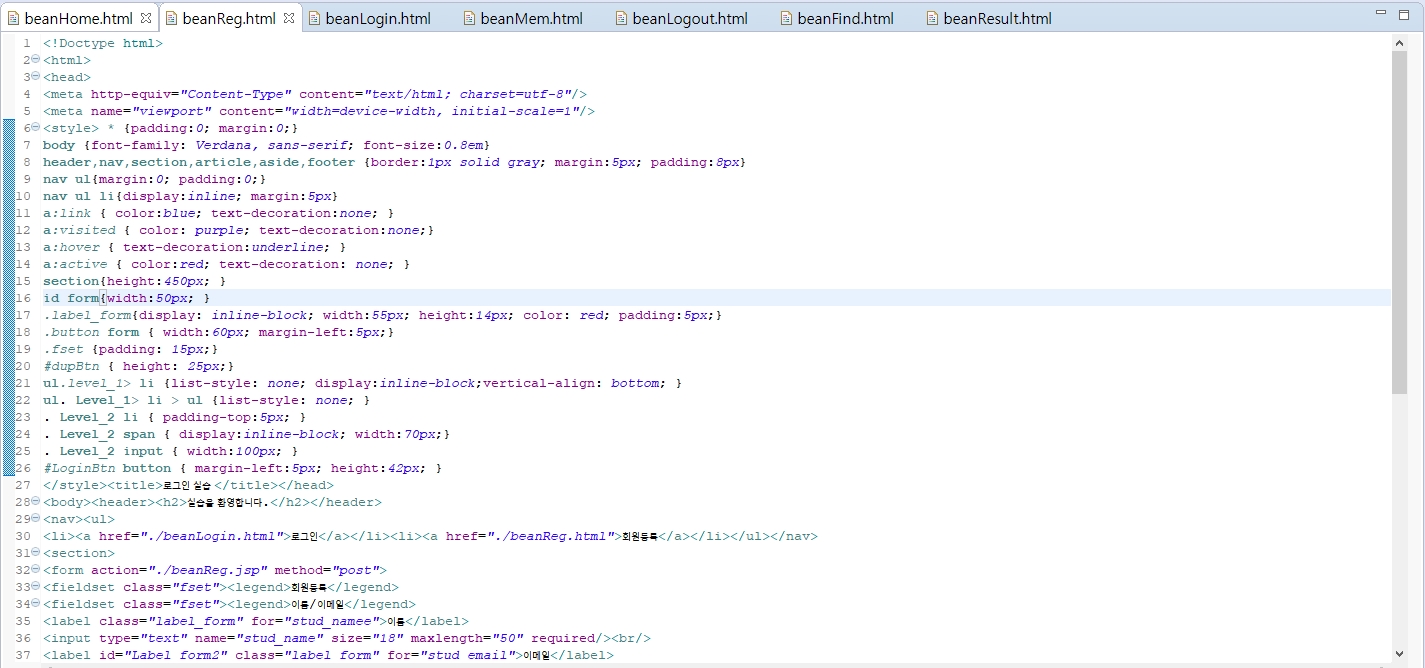 beanHome.html beanReg.html beanLogin.html beanMem.html beanLogout.html beanFind.html beanResult.html
1 <!Doctype html>
2 <html>
3 <head>
4 <meta http-equiv="Content-Type" content="text/html; charset=utf-8"/>
5 <meta name="viewport" content="width=device-width, initial-scale=1"/>
6 <style> * {padding:0; margin:0;}
7 body {font-family: Verdana, sans-serif; font-size:0.8em}
8 header,nav,section,article,aside,footer {border:1px solid gray; margin:5px; padding:8px}
9 nav ul{margin:0; padding:0;}
10 nav ul li{display:inline; margin:5px}
11 a:link { color:blue; text-decoration:none; }
12 a:visited { color: purple; text-decoration:none;}
13 a:hover { text-decoration:underline; }
14 a:active { color:red; text-decoration: none; }
15 section{height:450px; }
16 id form{width:50px; }
17 .label_form{display: inline-block; width:55px; height:14px; color: red; padding:5px;}
18 .button form { width:60px; margin-left:5px;}
19 .fset {padding: 15px;}
20 #dupBtn { height: 25px;}
21 ul.level_1> li {list-style: none; display:inline-block;vertical-align: bottom; }
22 ul. Level_1> li > ul {list-style: none; }
23 . Level_2 li { padding-top:5px; }
24 . Level_2 span { display:inline-block; width:70px;}
25 . Level_2 input { width:100px; }
26 #LoginBtn button { margin-left:5px; height:42px; }
27 </style><title>로그인 실습</title></head>
28 <body><header><h2>실습을 환영합니다.</h2></header>
29 <nav><ul>
30 <li><a href="./beanLogin.html">로그인</a></li><li><a href="./beanReg.html">회원등록</a></li></ul></nav>
31 <section>
32 <form action="./beanReg.jsp" method="post">
33 <fieldset class="fset"><legend>회원등록</legend>
34 <fieldset class="fset"><legend>이름/이메일</legend>
35 <label class="label_form" for="stud_namee">이름</label>
36 <input type="text" name="stud_name" size="18" maxlength="50" required/><br/>
37 <label id="Label form2" class="label form" for="stud email">이메일</label>